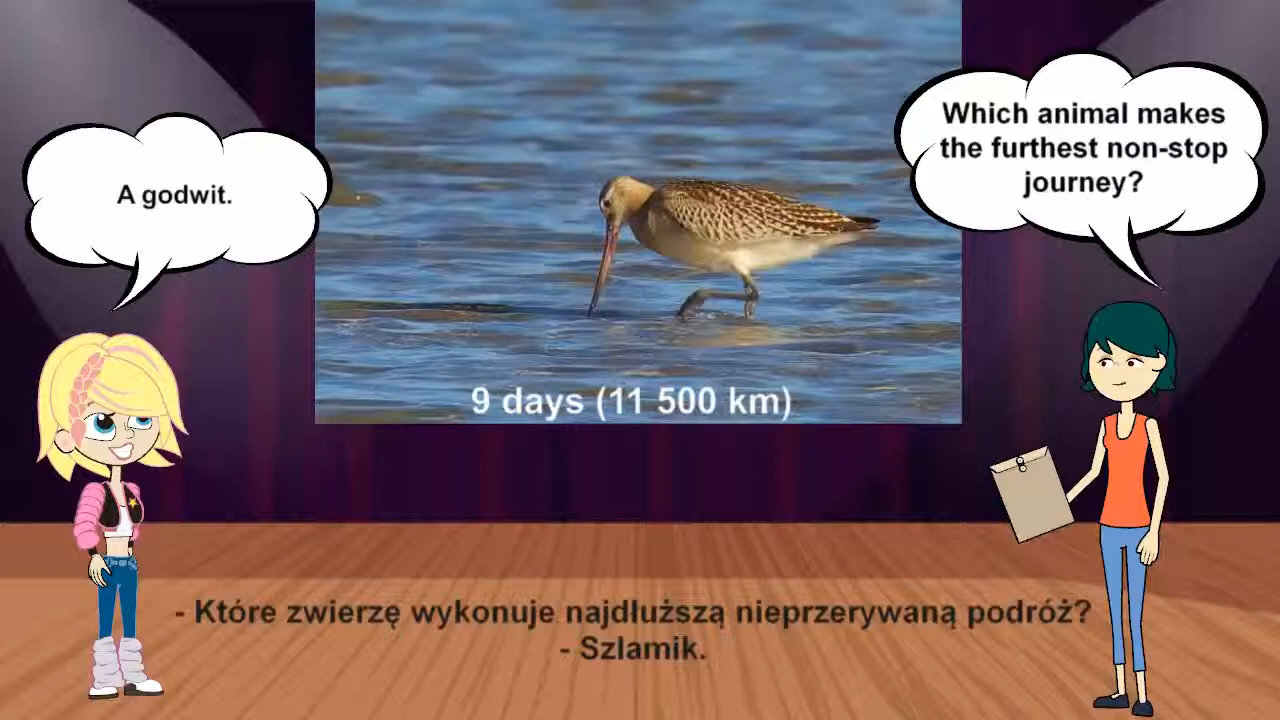 Which animal makes
the furthest non-stop
journey?
A godwit.
9 days (11 500 km)
- Które zwierzę wykonuje najdłuższą nieprzerywaną podróż?
- Szlamik.